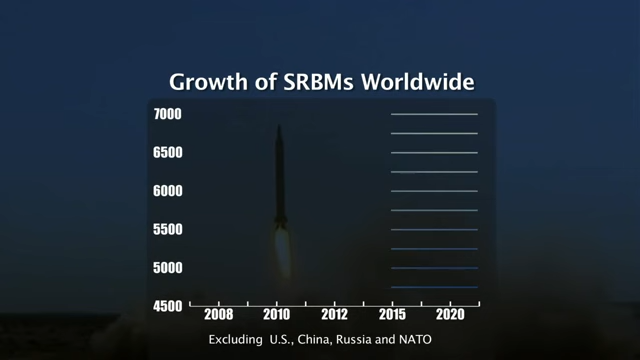 Growth of SRBMs Worldwide
7000
6500
6000
5500
5000
4500
2008 2010 2012 2015 2020
Excluding U.S., China, Russia and NATO